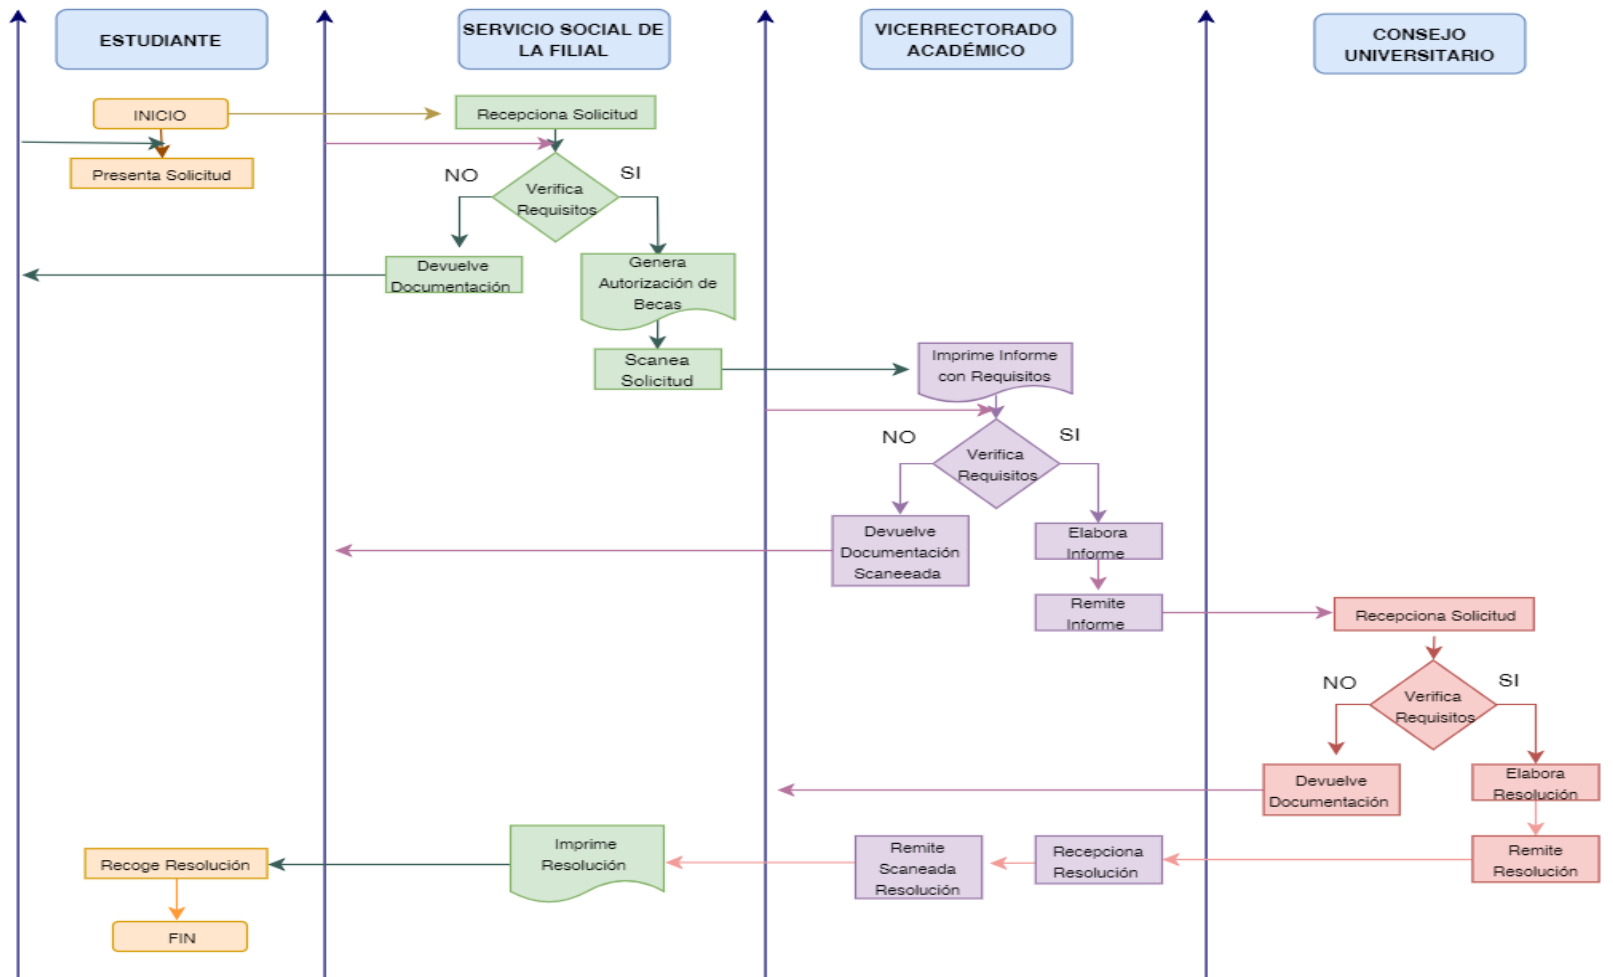 ESTUDIANTE
SERVICIO SOCIAL DE
LA FILIAL
VICERRECTORADO
ACADÉMICO
CONSEJO
UNIVERSITARIO
INICIO
Recepciona Solicitud
Presenta Solicitud
NO
SI
Verifica
Requisitos
Devuelve
Documentación
Genera
Autorización de
Becas
Scanea
Solicitud
Imprime Informe
con Requisitos
NO
SI
Verifica
Requisitos
Devuelve
Documentación
Scaneeada
Elabora
Informe
Remite
Informe
Recepciona Solicitud
NO
SI
Verifica
Requisitos
Devuelve
Documentación
Elabora
Resolución
Recoge Resolución
Imprime
Resolución
Remite
Scaneada
Resolución
Recepciona
Resolución
Remite
Resolución
FIN